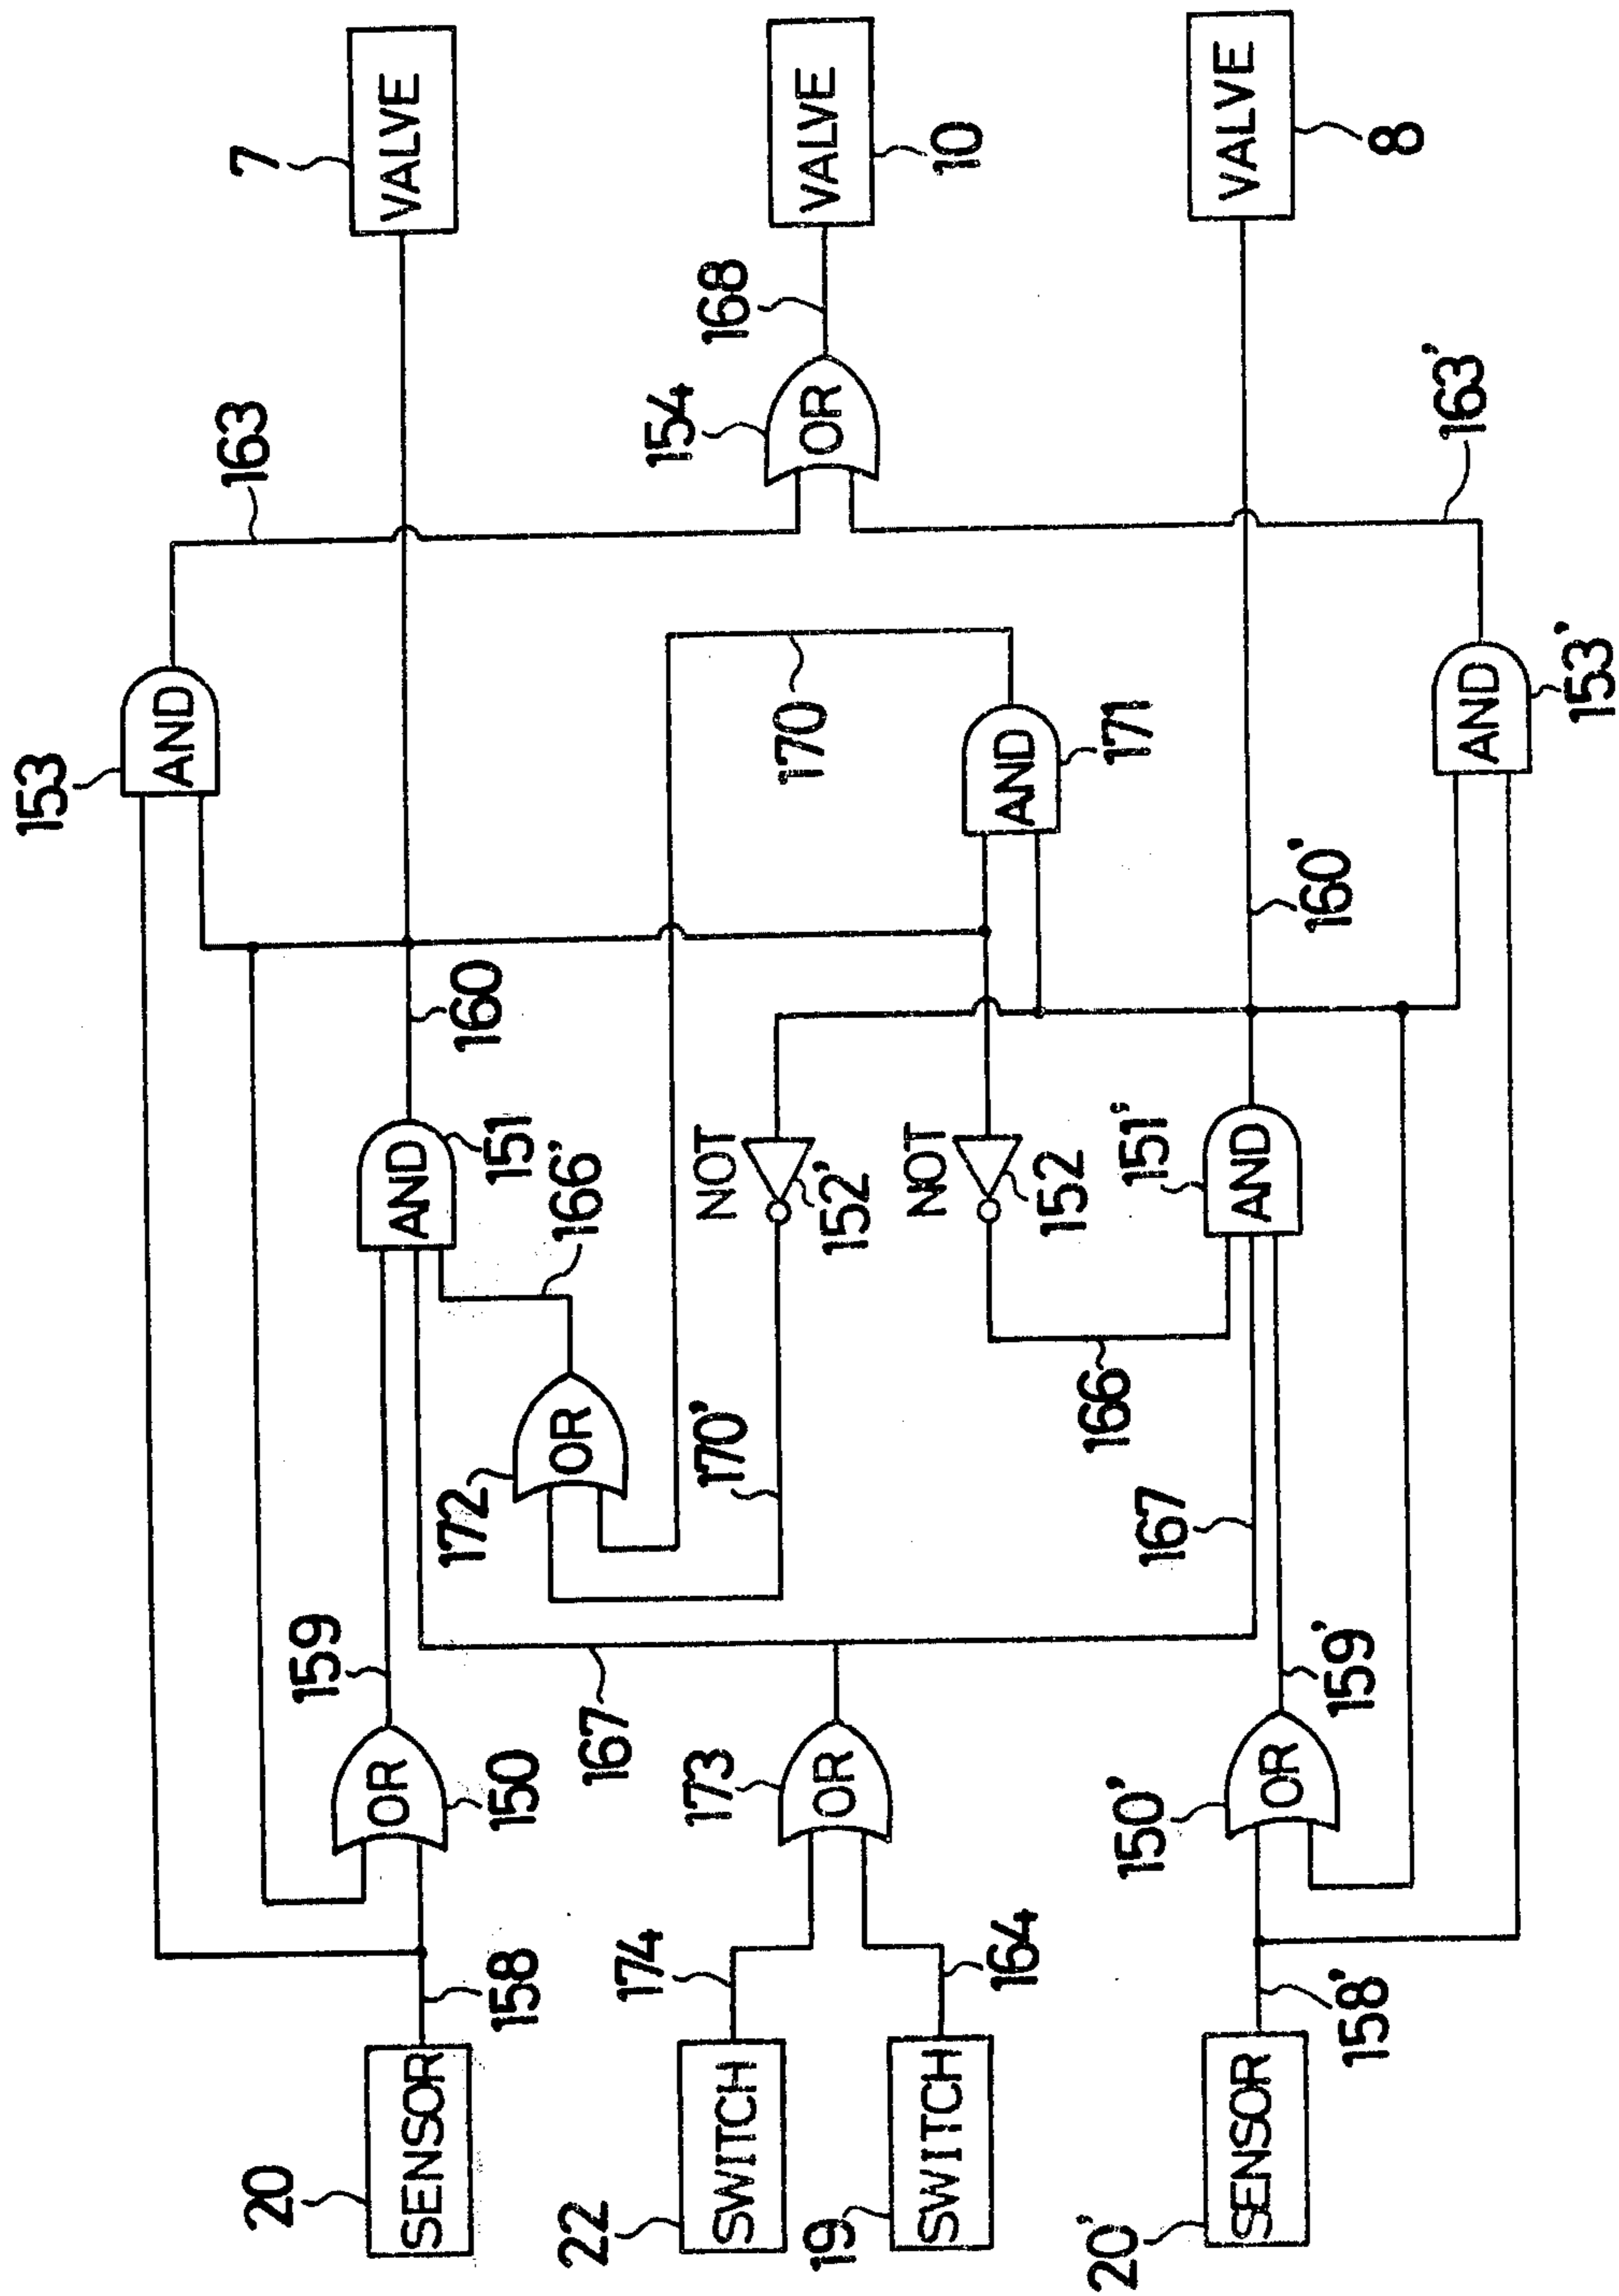 20
SENSOR
158
22
SWITCH
174
19
SWITCH
164
20'
SENSOR
158'
OR
150
159
173
OR
167
150'
OR
159'
172
OR
166'
170'
167
166
AND
151
160
NOT
152'
NOT
152
151'
AND
160'
153
AND
170
AND
171
AND
153'
163
154
OR
168
163'
7
VALVE
VALVE
10
VALVE
8